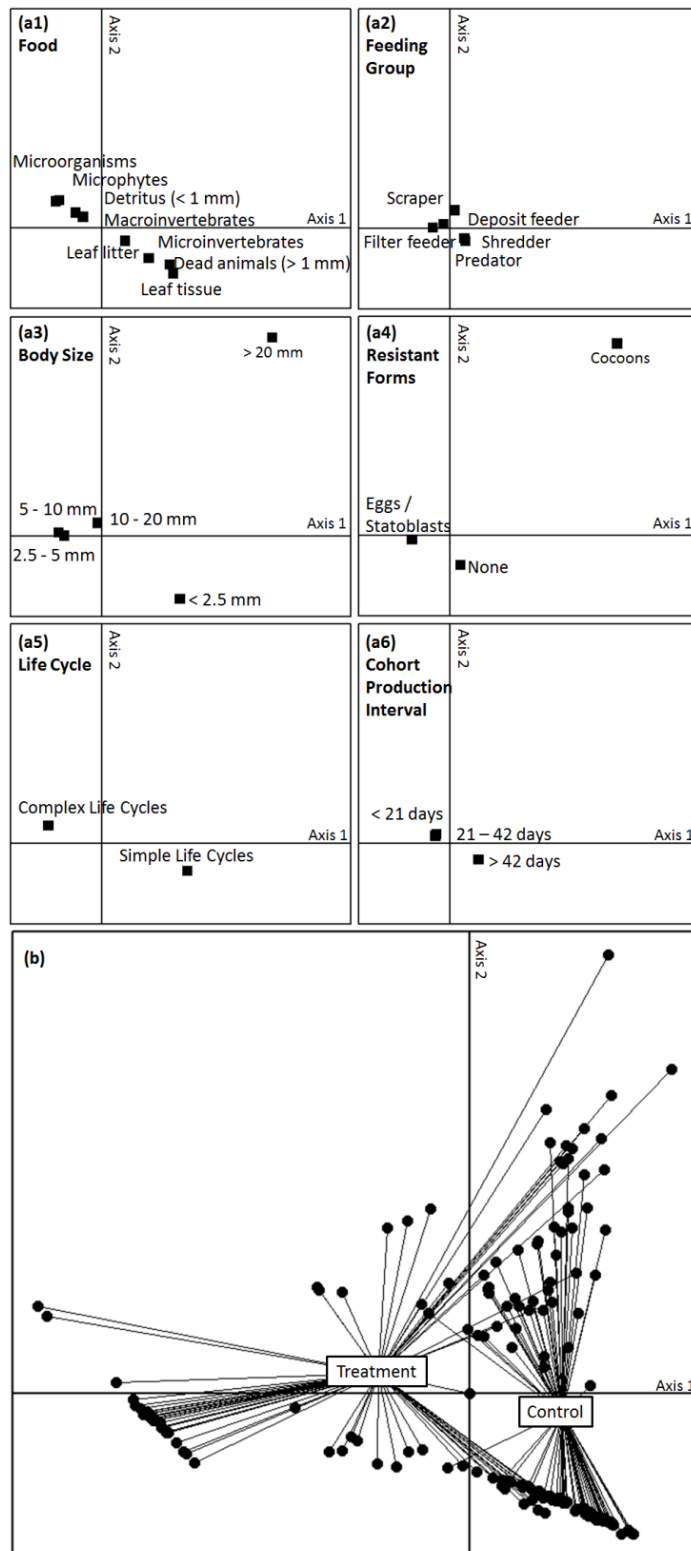 (a1)
Food
Axis 2
Microorganisms
Microphytes
Detritus (< 1 mm)
Macroinvertebrates
Axis 1
Leaf litter
Microinvertebrates
Dead animals (> 1 mm)
Leaf tissue
(a2)
Feeding
Group
Axis 2
Scraper
Deposit feeder
Axis 1
Filter feeder
Shredder
Predator
(a3)
Body Size
Axis 2
> 20 mm
5 - 10 mm
10 - 20 mm
Axis 1
2.5 - 5 mm
< 2.5 mm
(a4)
Resistant
Forms
Axis 2
Cocoons
Eggs /
Statoblasts
Axis 1
None
(a5)
Life Cycle
Axis 2
Complex Life Cycles
Axis 1
Simple Life Cycles
(a6)
Cohort
Production
Interval
Axis 2
< 21 days
21 – 42 days
Axis 1
> 42 days
(b)
Axis 2
Treatment
Axis 1
Control